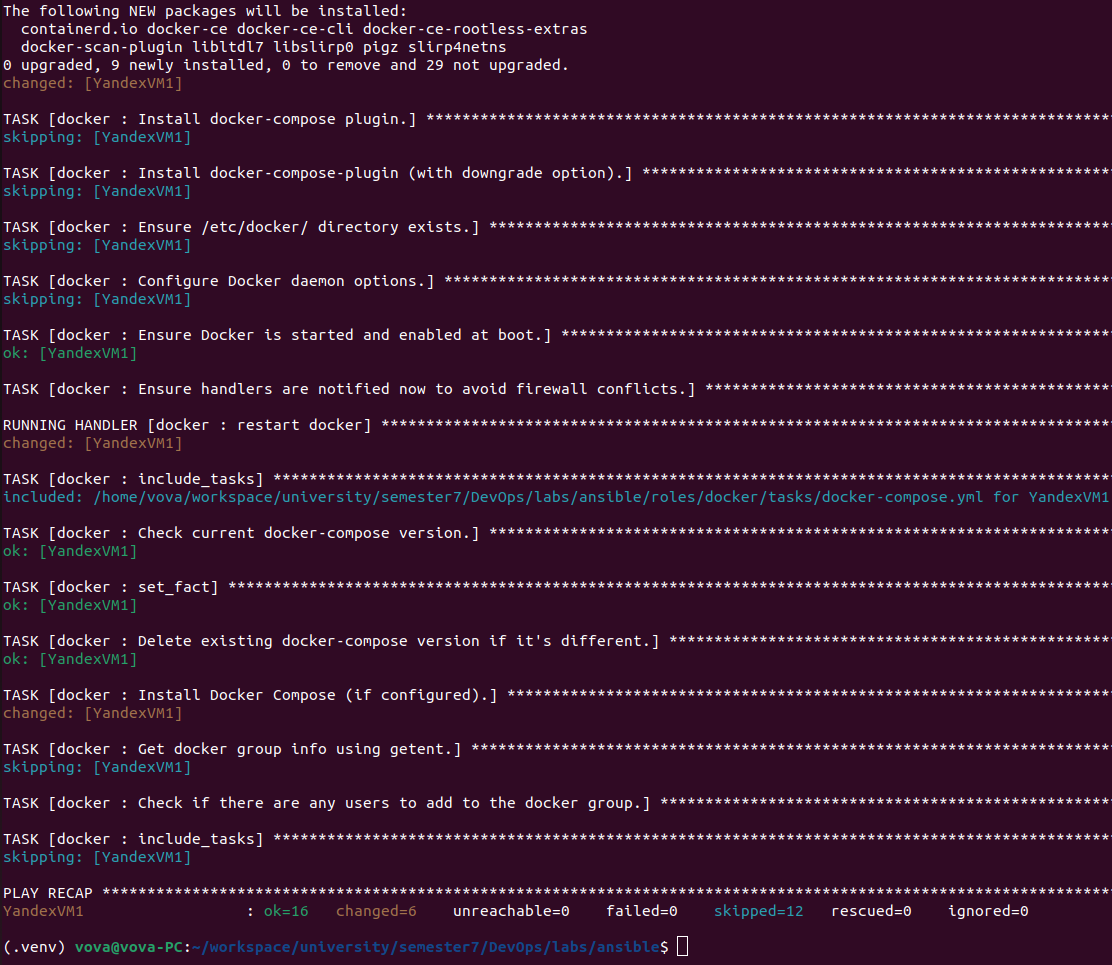 The following NEW packages will be installed:
  containerd.io docker-ce docker-ce-cli docker-ce-rootless-extras
  docker-scan-plugin libltdl7 libslirp0 pigz slirp4netns
0 upgraded, 9 newly installed, 0 to remove and 29 not upgraded.
changed: [YandexVM1]
TASK [docker : Install docker-compose plugin.] ****************************************************************************
skipping: [YandexVM1]
TASK [docker : Install docker-compose-plugin (with downgrade option).] ****************************************************
skipping: [YandexVM1]
TASK [docker : Ensure /etc/docker/ directory exists.] *********************************************************************
skipping: [YandexVM1]
TASK [docker : Configure Docker daemon options.] **************************************************************************
skipping: [YandexVM1]
TASK [docker : Ensure Docker is started and enabled at boot.] *************************************************************
ok: [YandexVM1]
TASK [docker : Ensure handlers are notified now to avoid firewall conflicts.] *********************************************
RUNNING HANDLER [docker : restart docker] *********************************************************************************
changed: [YandexVM1]
TASK [docker : include_tasks] *********************************************************************************************
included: /home/vova/workspace/university/semester7/DevOps/labs/ansible/roles/docker/tasks/docker-compose.yml for YandexVM1
TASK [docker : Check current docker-compose version.] *********************************************************************
ok: [YandexVM1]
TASK [docker : set_fact] **************************************************************************************************
ok: [YandexVM1]
TASK [docker : Delete existing docker-compose version if it's different.] *************************************************
ok: [YandexVM1]
TASK [docker : Install Docker Compose (if configured).] *******************************************************************
changed: [YandexVM1]
TASK [docker : Get docker group info using getent.] ***********************************************************************
skipping: [YandexVM1]
TASK [docker : Check if there are any users to add to the docker group.] **************************************************
TASK [docker : include_tasks] *********************************************************************************************
skipping: [YandexVM1]
PLAY RECAP ****************************************************************************************************************
YandexVM1                  : ok=16   changed=6    unreachable=0    failed=0    skipped=12   rescued=0    ignored=0
(.venv) vova@vova-PC:~/workspace/university/semester7/DevOps/labs/ansible$